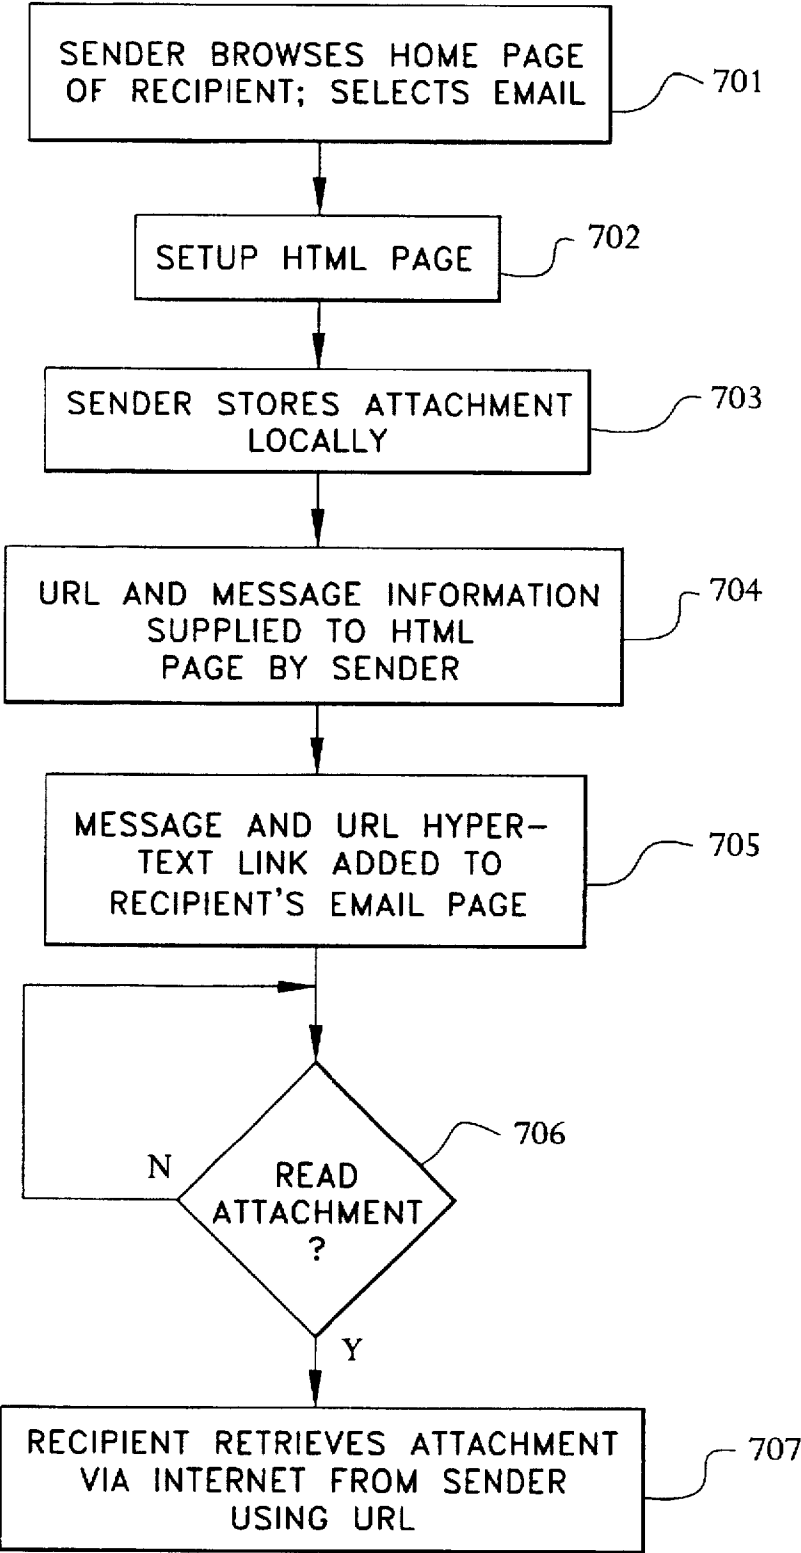 SENDER BROWSES HOME PAGE
OF RECIPIENT; SELECTS EMAIL
701
SETUP HTML PAGE
702
SENDER STORES ATTACHMENT
LOCALLY
703
URL AND MESSAGE INFORMATION
SUPPLIED TO HTML
PAGE BY SENDER
704
MESSAGE AND URL HYPER-
TEXT LINK ADDED TO
RECIPIENT'S EMAIL PAGE
705
706
N
READ
ATTACHMENT
?
Y
RECIPIENT RETRIEVES ATTACHMENT
VIA INTERNET FROM SENDER
USING URL
707